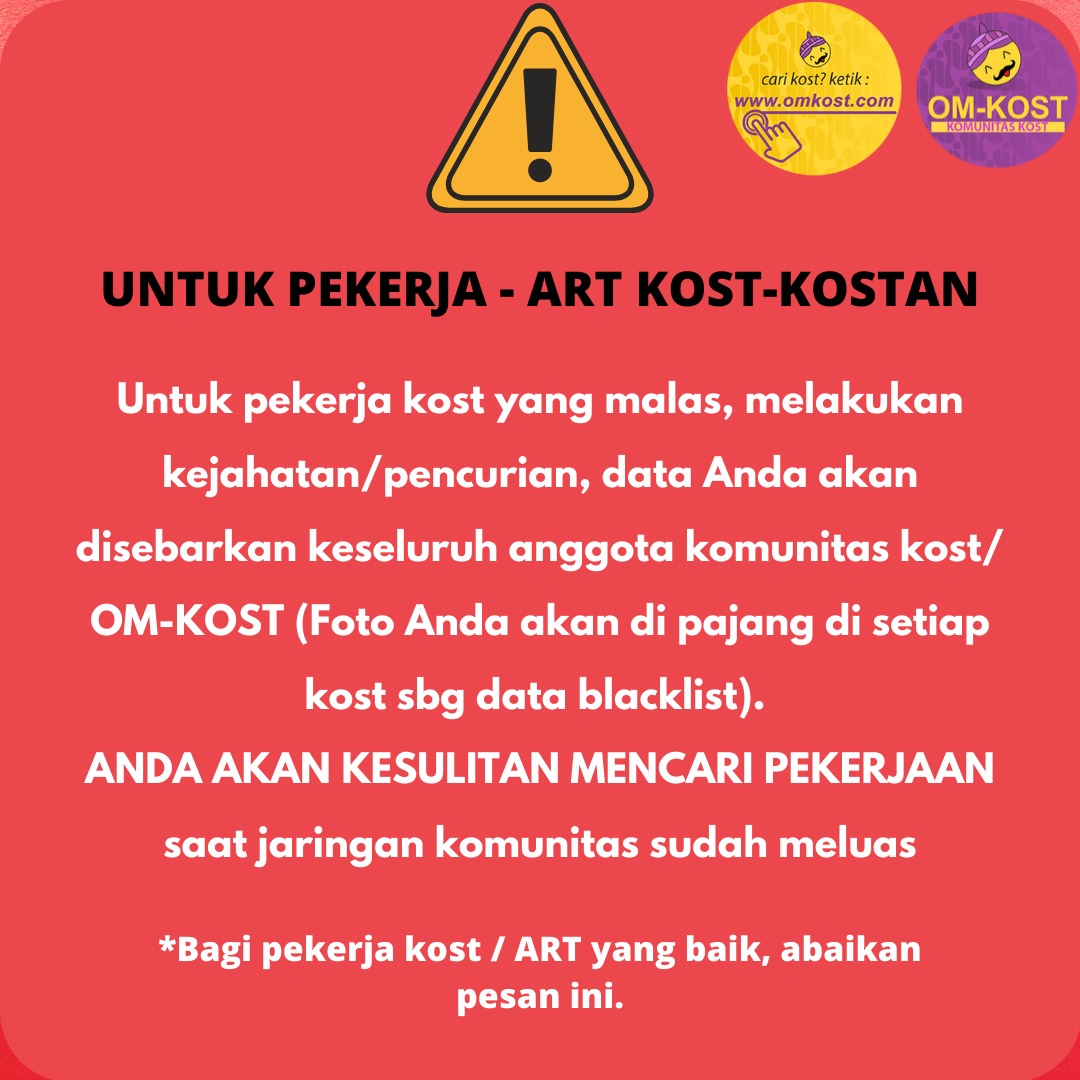 cari kost? ketik :
www.omkost.com
OM-KOST
KOMUNITAS KOST
UNTUK PEKERJA - ART KOST-KOSTAN
Untuk pekerja kost yang malas, melakukan
kejahatan/pencurian, data Anda akan
disebarkan keseluruh anggota komunitas kost/
OM-KOST (Foto Anda akan di pajang di setiap
kost sbg data blacklist).
ANDA AKAN KESULITAN MENCARI PEKERJAAN
saat jaringan komunitas sudah meluas
*Bagi pekerja kost / ART yang baik, abaikan
pesan ini.